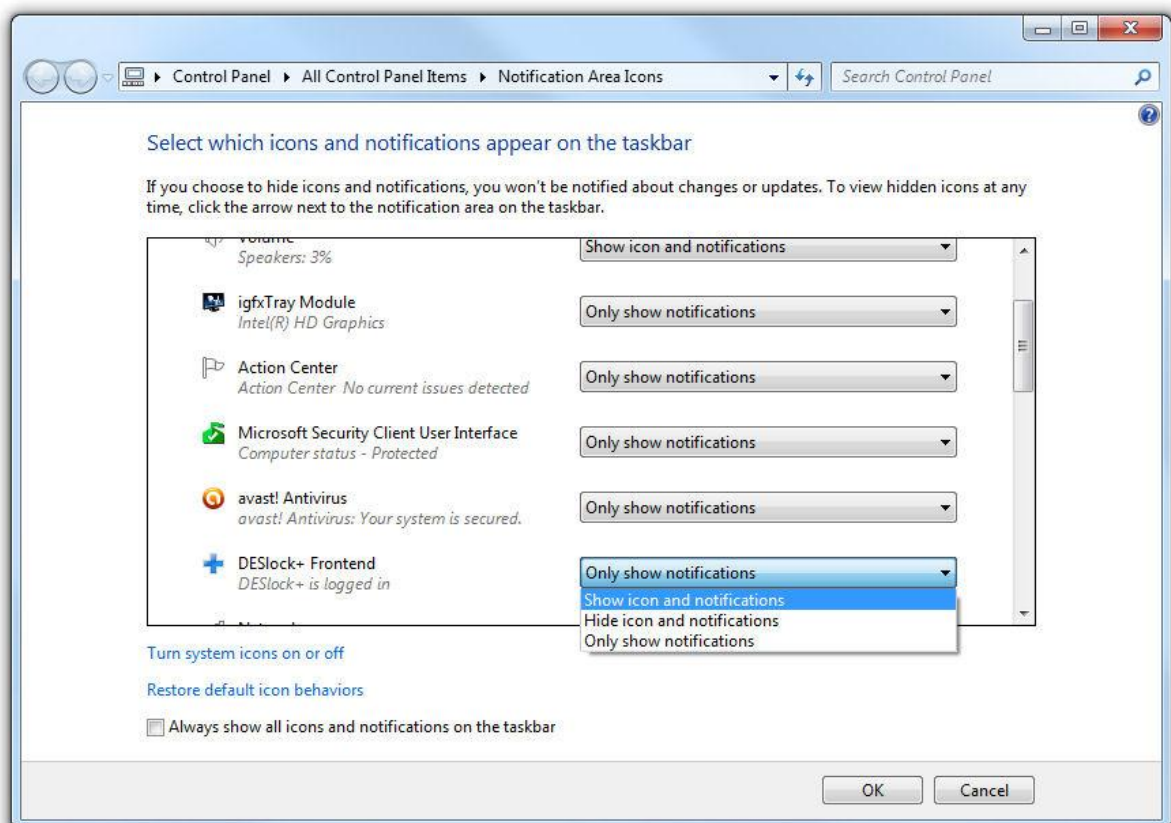 Control Panel ▸ All Control Panel Items ▸ Notification Area Icons
Search Control Panel
Select which icons and notifications appear on the taskbar
If you choose to hide icons and notifications, you won't be notified about changes or updates. To view hidden icons at any
time, click the arrow next to the notification area on the taskbar.
Volume
Speakers: 3%
Show icon and notifications
igfxTray Module
Intel(R) HD Graphics
Only show notifications
Action Center
Action Center No current issues detected
Only show notifications
Microsoft Security Client User Interface
Computer status - Protected
Only show notifications
avast! Antivirus
avast! Antivirus: Your system is secured.
Only show notifications
DESlock+ Frontend
DESlock+ is logged in
Only show notifications
Show icon and notifications
Hide icon and notifications
Only show notifications
Turn system icons on or off
Restore default icon behaviors
Always show all icons and notifications on the taskbar
OK
Cancel